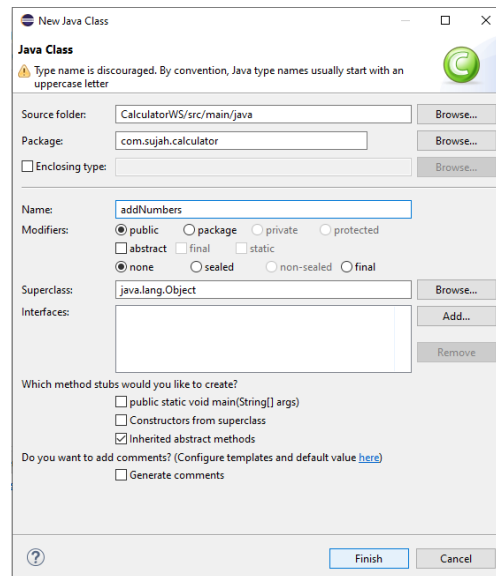 New Java Class
Java Class
Type name is discouraged. By convention, Java type names usually start with an
uppercase letter
C
Source folder: CalculatorWS/src/main/java Browse...
Package: com.sujah.calculator Browse...
Enclosing type: Browse...
Name: addNumbers
Modifiers: public package private protected
abstract final static
none sealed non-sealed final
Superclass: java.lang.Object Browse...
Interfaces: Add...
Remove
Which method stubs would you like to create?
public static void main(String[] args)
Constructors from superclass
Inherited abstract methods
Do you want to add comments? (Configure templates and default value here)
Generate comments
? Finish Cancel